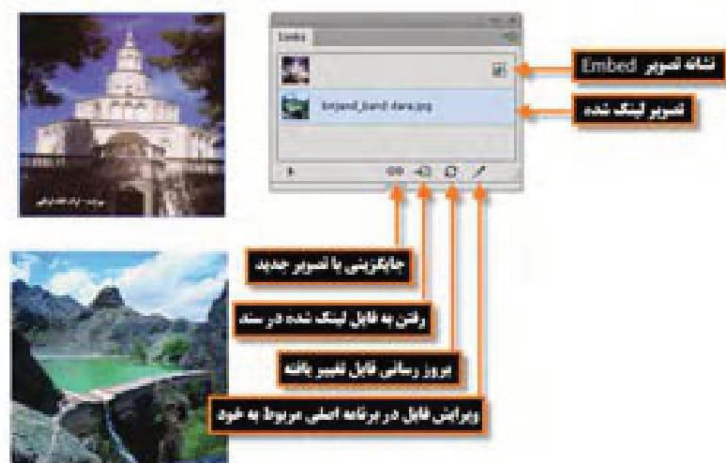 Links
نشانه تصویر Embed
birjand_band dara.jpg
تصویر لینک شده
جایگزینی با تصویر جدید
رفتن به فایل لینک شده در سند
بروز رسانی فایل تغییر یافته
ویرایش فایل در برنامه اصلی مربوط به خود